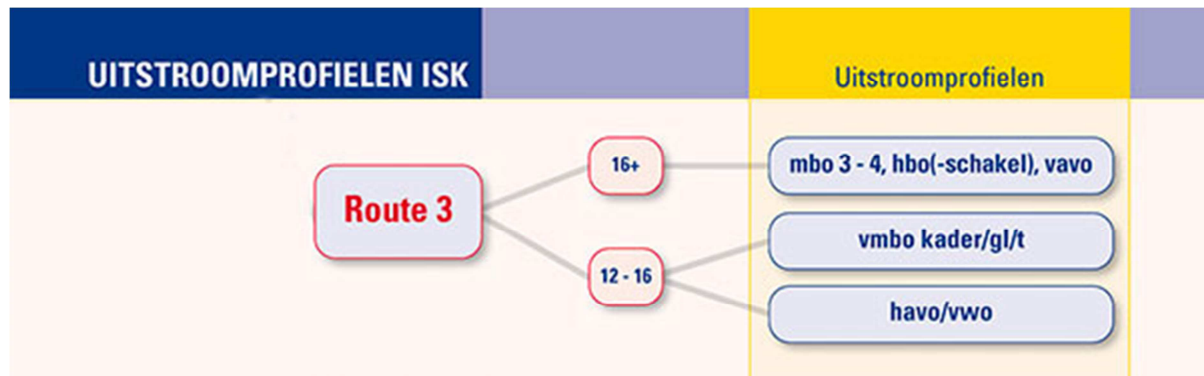 UITSTROOMPROFIELEN ISK
Uitstroomprofielen
Route 3
16+
mbo 3 - 4, hbo(-schakel), vavo
12 - 16
vmbo kader/gl/t
havo/vwo